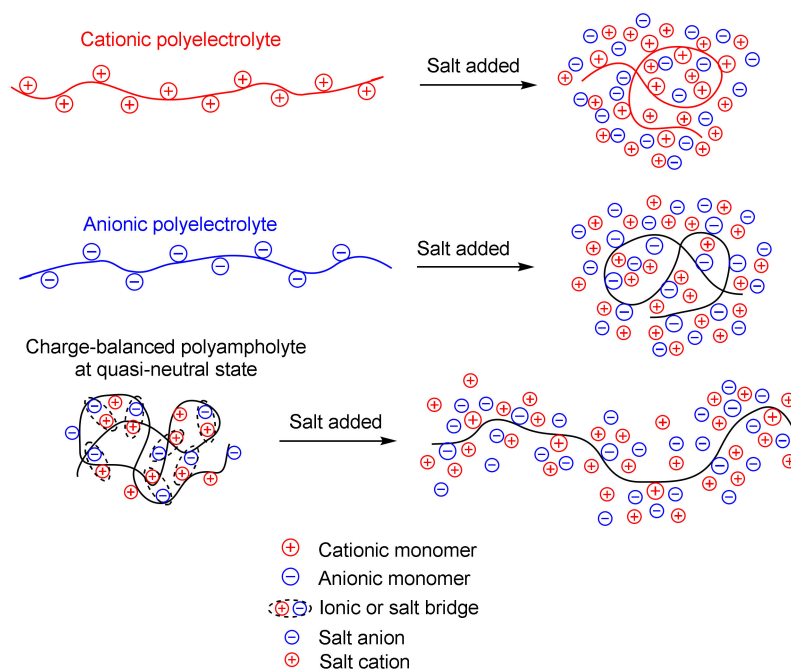 Cationic polyelectrolyte
Salt added
Anionic polyelectrolyte
Salt added
Charge-balanced polyampholyte
at quasi-neutral state
Salt added
Cationic monomer
Anionic monomer
Ionic or salt bridge
Salt anion
Salt cation